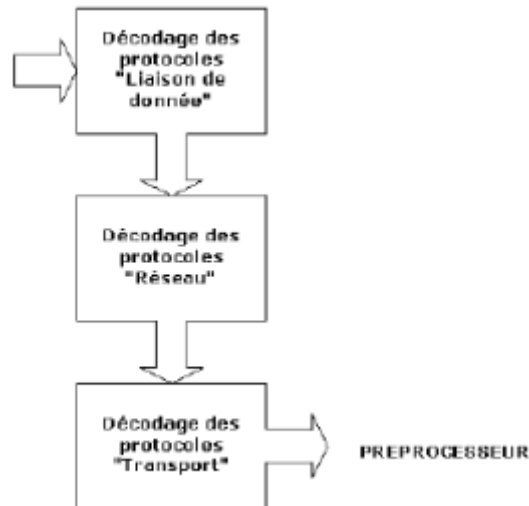 Décodage des
protocoles
"Liaison de
donnée"
Décodage des
protocoles
"Réseau"
Décodage des
protocoles
"Transport"
PREPROCESSEUR